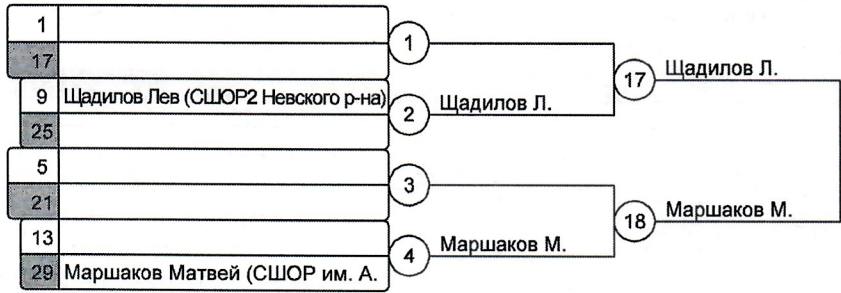 1
1
17
17 Щадилов Л.
9 Щадилов Лев (СШОР2 Невского р-на)
2 Щадилов Л.
25
5
3
21
18 Маршаков М.
13
4 Маршаков М.
29 Маршаков Матвей (СШОР им. А.